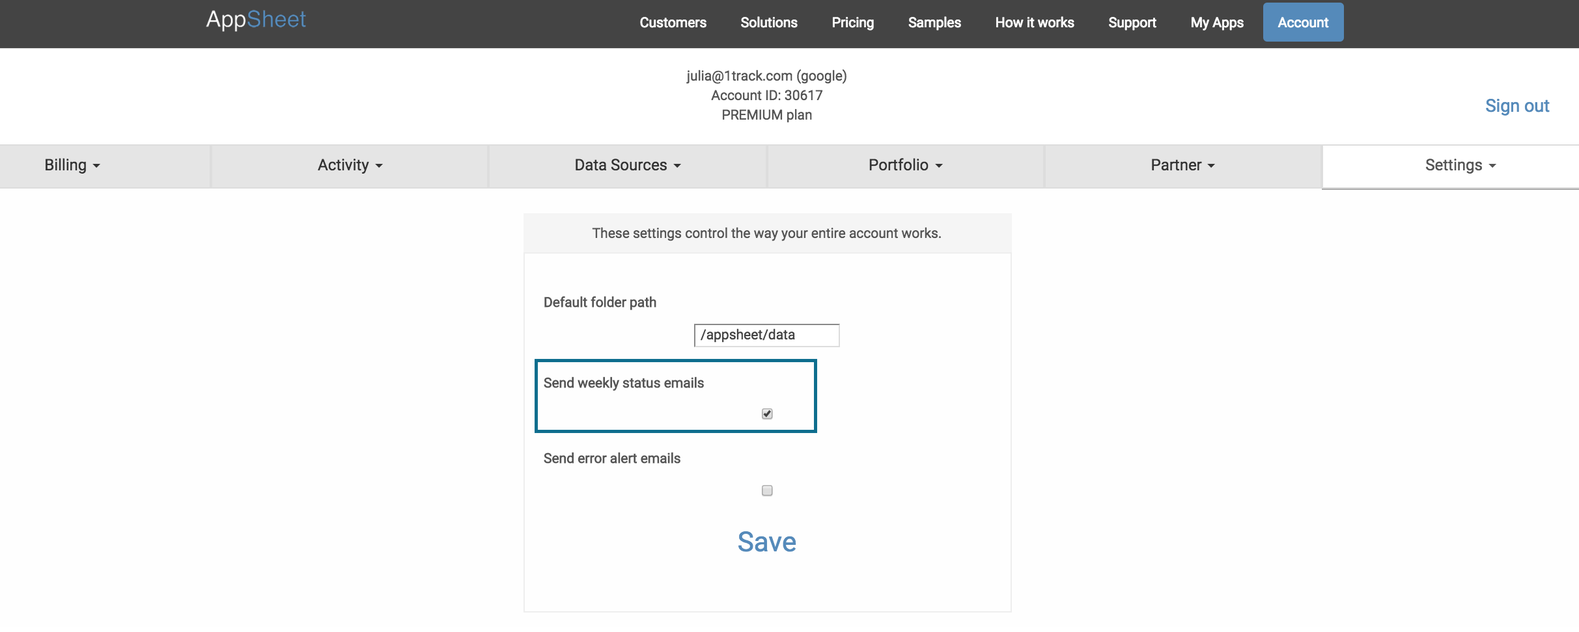 AppSheet Customers Solutions Pricing Samples How it works Support My Apps Account
julia@1track.com (google)
Account ID: 30617
PREMIUM plan
Sign out
Billing Activity Data Sources Portfolio Partner Settings
These settings control the way your entire account works.
Default folder path
/appsheet/data
Send weekly status emails
Send error alert emails
Save